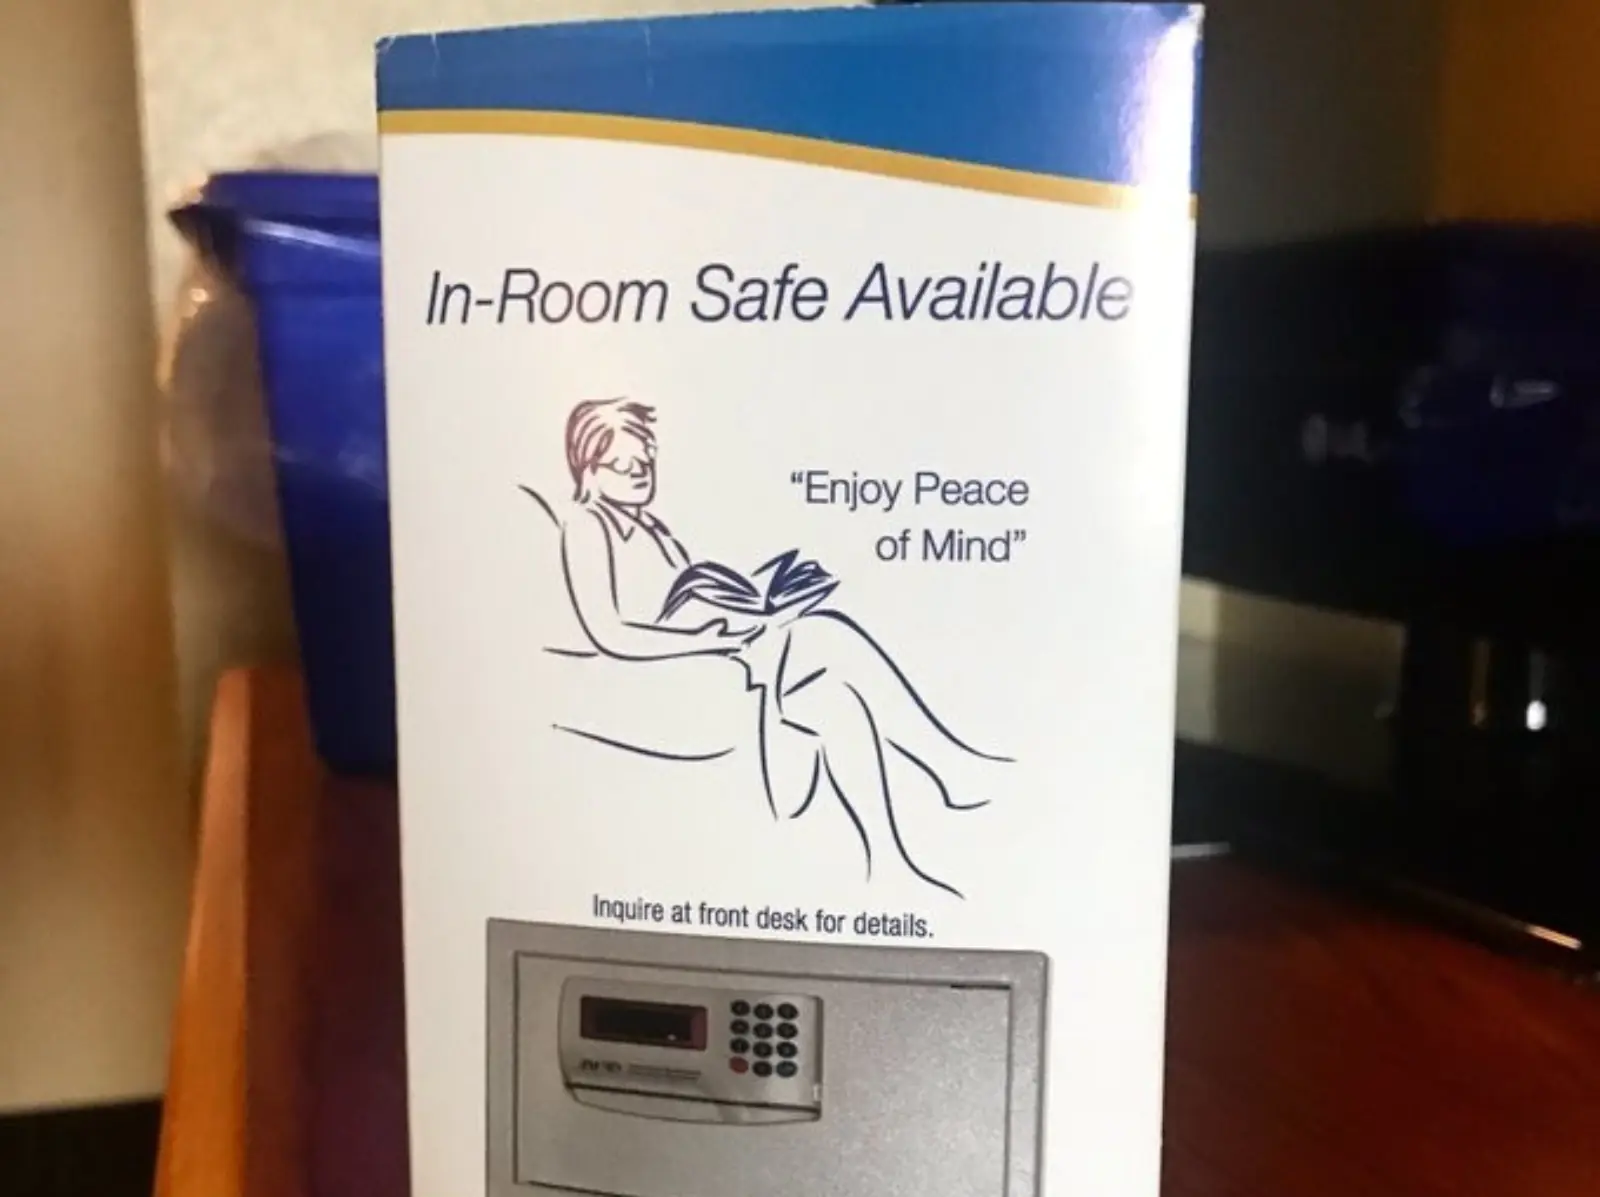 In-Room Safe Available
“Enjoy Peace
of Mind”
Inquire at front desk for details.